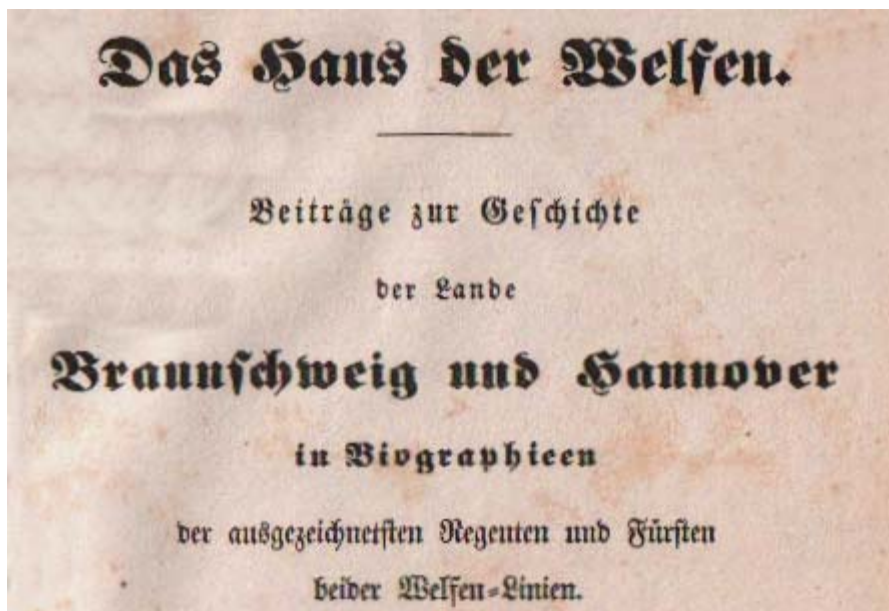 Das Haus der Welfen.
Beiträge zur Geschichte
der Lande
Braunschweig und Hannover
in Biographieen
der ausgezeichnetsten Regenten und Fürsten
beider Welfen-Linien.